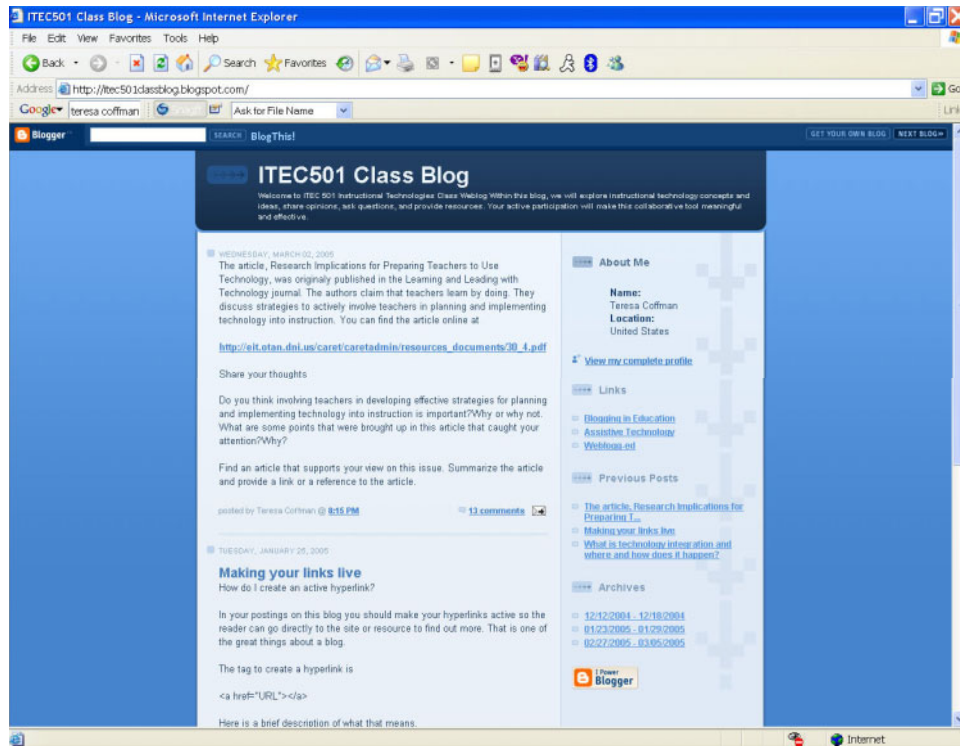 ITEC501 Class Blog - Microsoft Internet Explorer
File Edit View Favorites Tools Help
Back Search Favorites
Address http://itec501classblog.blogspot.com/ Go
Google teresa coffman Ask for File Name Link
Blogger SEARCH BlogThis! GET YOUR OWN BLOG NEXT BLOG»
ITEC501 Class Blog
Welcome to ITEC 501 Instructional Technologies Class Weblog Within this blog, we will explore instructional technology concepts and
ideas, share opinions, ask questions, and provide resources. Your active participation will make this collaborative tool meaningful
and effective.
WEDNESDAY, MARCH 02, 2005
The article, Research Implications for Preparing Teachers to Use
Technology, was originaly published in the Learning and Leading with
Technology journal. The authors claim that teachers learn by doing. They
discuss strategies to actively involve teachers in planning and implementing
technology into instruction. You can find the article online at
http://eit.otan.dni.us/caret/caretadmin/resources_documents/30_4.pdf
Share your thoughts
Do you think involving teachers in developing effective strategies for planning
and implementing technology into instruction is important?Why or why not.
What are some points that were brought up in this article that caught your
attention?Why?
Find an article that supports your view on this issue. Summarize the article
and provide a link or a reference to the article.
posted by Teresa Coffman @ 8:15 PM 13 comments
TUESDAY, JANUARY 25, 2005
Making your links live
How do I create an active hyperlink?
In your postings on this blog you should make your hyperlinks active so the
reader can go directly to the site or resource to find out more. That is one of
the great things about a blog.
The tag to create a hyperlink is
<a href="URL"></a>
Here is a brief description of what that means.
About Me
Name:
Teresa Coffman
Location:
United States
View my complete profile
Links
Blogging in Education
Assistive Technology
Weblogg-ed
Previous Posts
The article, Research Implications for
Preparing T...
Making your links live
What is technology integration and
where and how does it happen?
Archives
12/12/2004 - 12/18/2004
01/23/2005 - 01/29/2005
02/27/2005 - 03/05/2005
I Power
Blogger
Internet